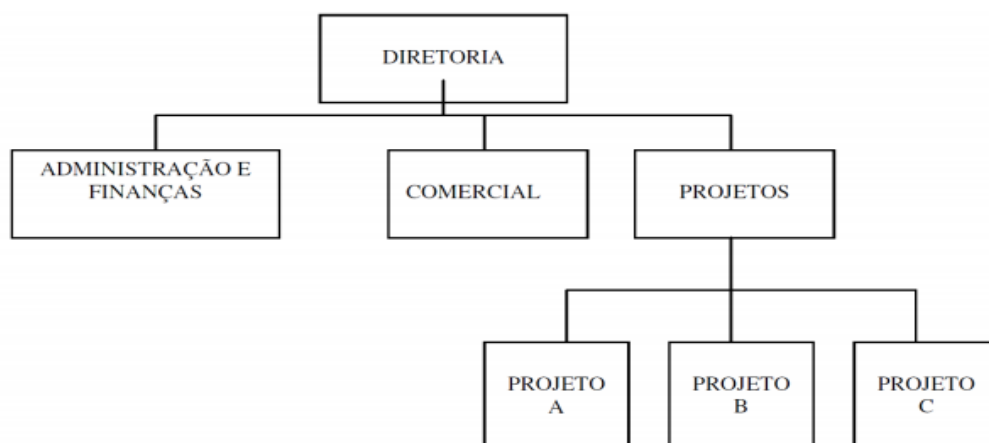 DIRETORIA
ADMINISTRAÇÃO E
FINANÇAS
COMERCIAL
PROJETOS
PROJETO
A
PROJETO
B
PROJETO
C